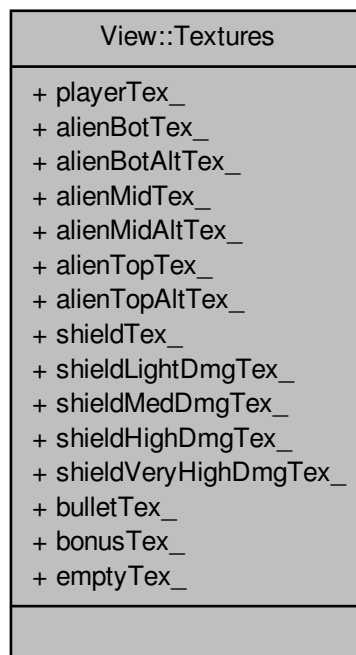 View::Textures
+ playerTex_
+ alienBotTex_
+ alienBotAltTex_
+ alienMidTex_
+ alienMidAltTex_
+ alienTopTex_
+ alienTopAltTex_
+ shieldTex_
+ shieldLightDmgTex_
+ shieldMedDmgTex_
+ shieldHighDmgTex_
+ shieldVeryHighDmgTex_
+ bulletTex_
+ bonusTex_
+ emptyTex_